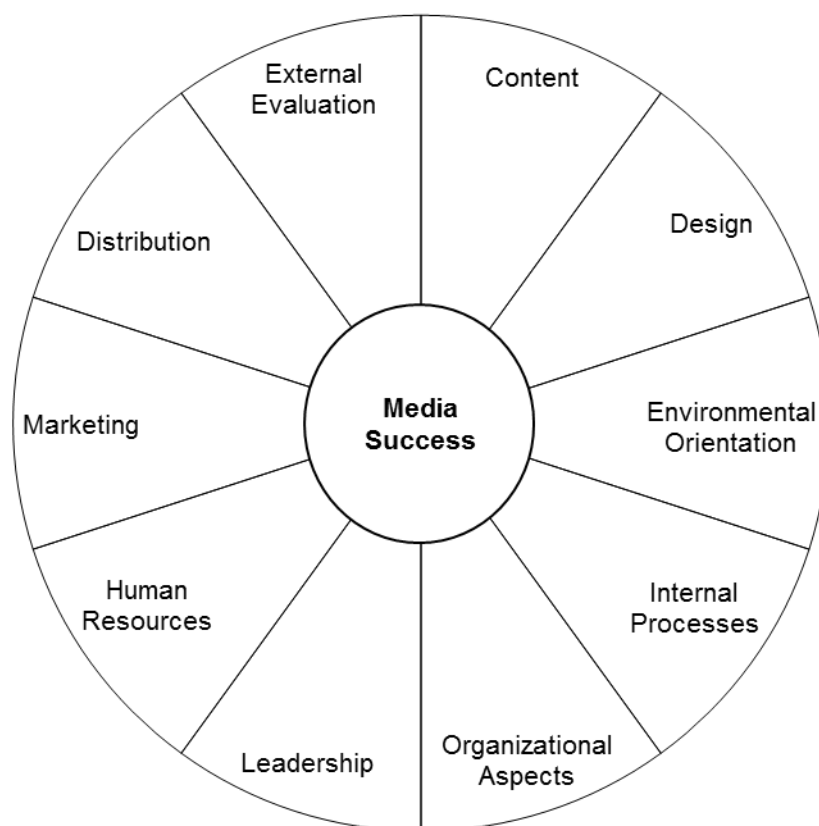 External
Evaluation
Content
Design
Environmental
Orientation
Internal
Processes
Organizational
Aspects
Leadership
Human
Resources
Marketing
Distribution
Media
Success